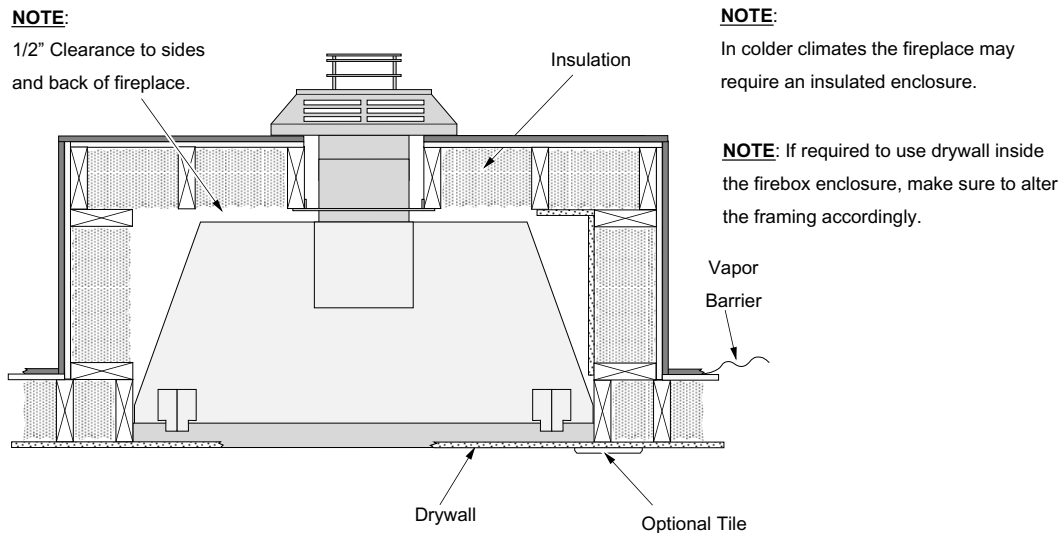 NOTE:
1/2” Clearance to sides
and back of fireplace.
Insulation
NOTE:
In colder climates the fireplace may
require an insulated enclosure.
NOTE: If required to use drywall inside
the firebox enclosure, make sure to alter
the framing accordingly.
Vapor
Barrier
Drywall
Optional Tile